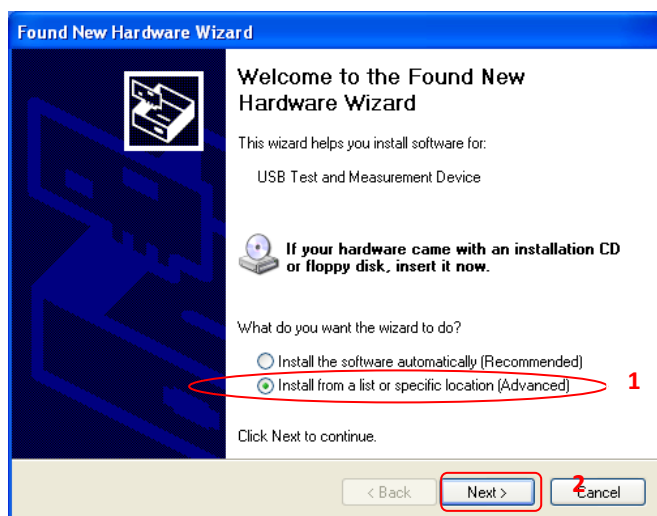 Found New Hardware Wizard
Welcome to the Found New
Hardware Wizard
This wizard helps you install software for:
USB Test and Measurement Device
If your hardware came with an installation CD
or floppy disk, insert it now.
What do you want the wizard to do?
Install the software automatically (Recommended)
Install from a list or specific location (Advanced)
1
Click Next to continue.
< Back
Next >
2
Cancel